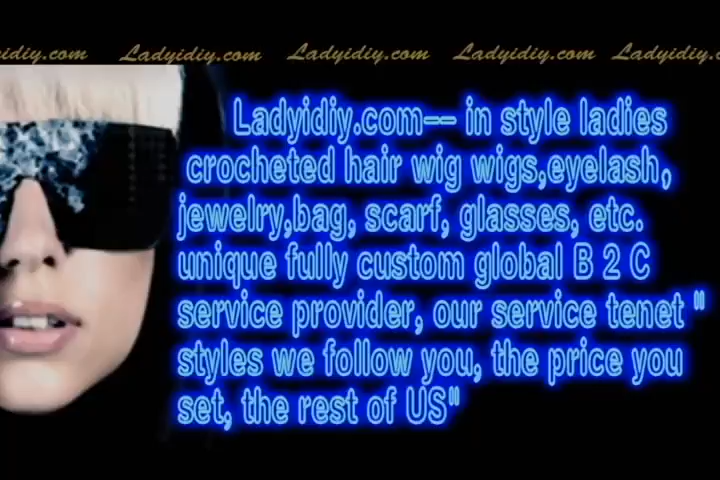 idiy.com Ladyidiy.com Ladyidiy.com Ladyidiy.com Ladyidiy.c
Ladyidiy.com-- in style ladies
crocheted hair wig wigs,eyelash,
jewelry,bag, scarf, glasses, etc.
unique fully custom global B 2 C
service provider, our service tenet "
styles we follow you, the price you
set, the rest of US"